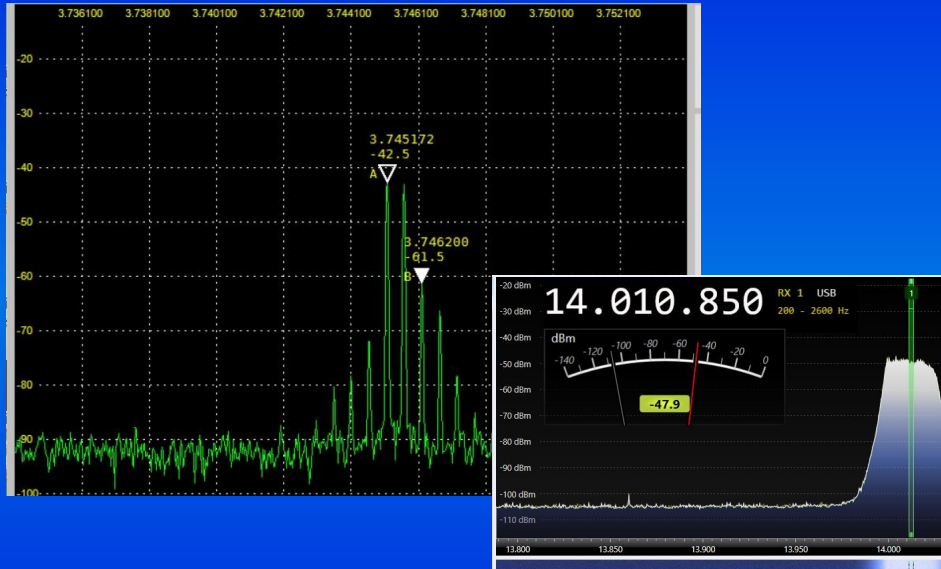 3.736100 3.738100 3.740100 3.742100 3.744100 3.746100 3.748100 3.750100 3.752100
-20
-30
3.745172
-42.5
-40
A
-50
3.746200
-61.5
-60
B
-70
-80
-90
-100
-20 dBm
-30 dBm
-40 dBm
-50 dBm
-60 dBm
-70 dBm
-80 dBm
-90 dBm
-100 dBm
-110 dBm
14.010.850
RX 1 USB
200 - 2600 Hz
1
dBm
-140 -120 -100 -80 -60 -40 -20 0
-47.9
13.800 13.850 13.900 13.950 14.000